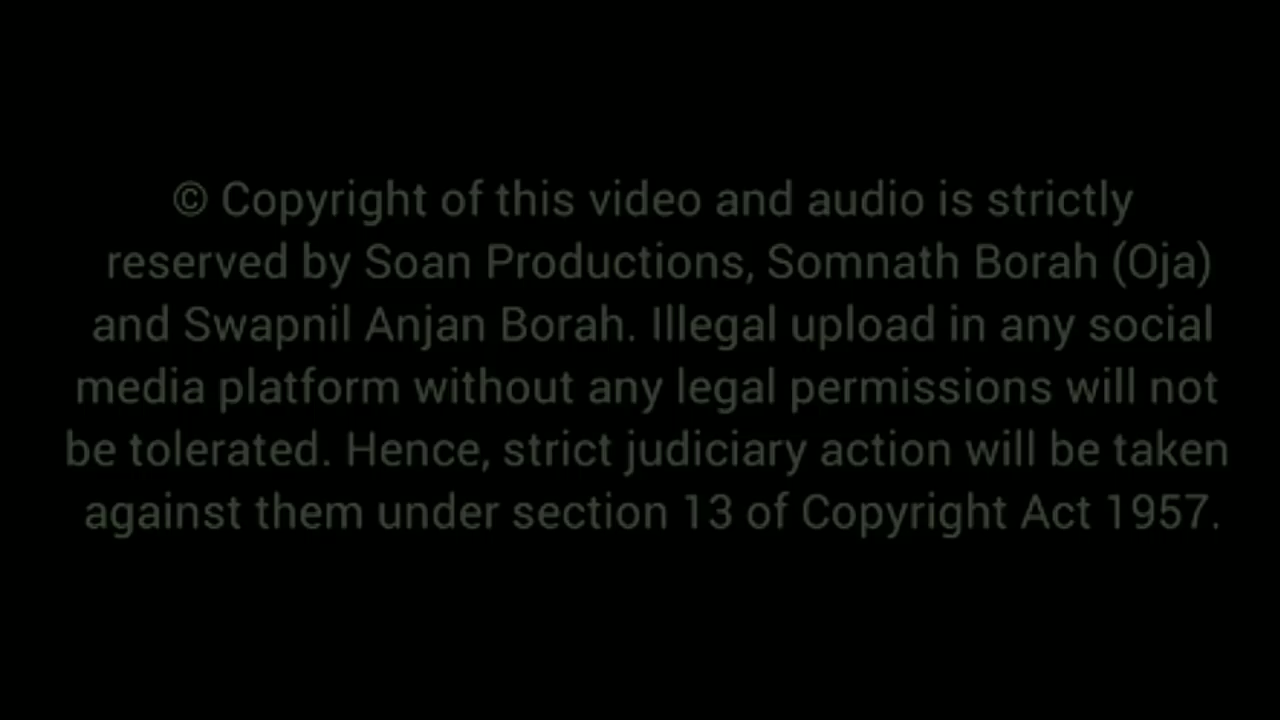 © Copyright of this video and audio is strictly
reserved by Soan Productions, Somnath Borah (Oja)
and Swapnil Anjan Borah. Illegal upload in any social
media platform without any legal permissions will not
be tolerated. Hence, strict judiciary action will be taken
against them under section 13 of Copyright Act 1957.